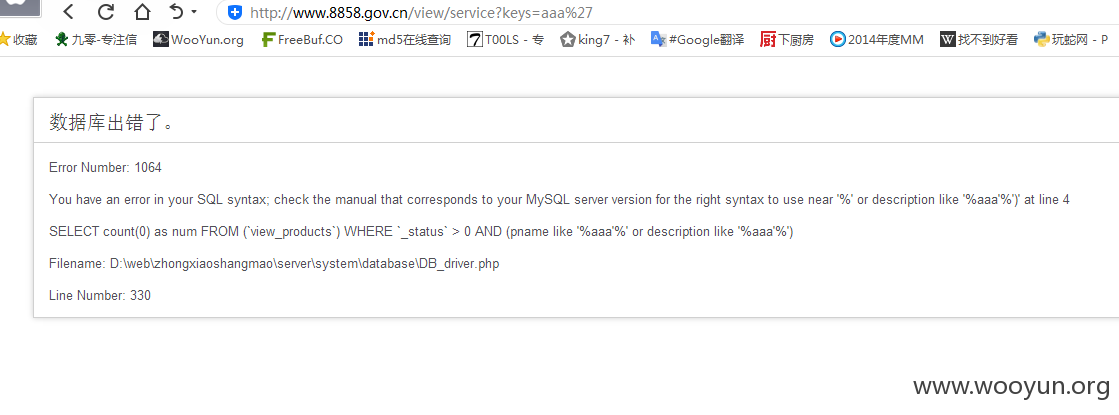 http://www.8858.gov.cn/view/service?keys=aaa%27
收藏 九零-专注信 WooYun.org FreeBuf.CO md5在线查询 T00LS - 专 king7 - 补 #Google翻译 下厨房 2014年度MM 找不到好看 玩蛇网 - P
数据库出错了。
Error Number: 1064
You have an error in your SQL syntax; check the manual that corresponds to your MySQL server version for the right syntax to use near '%' or description like '%aaa'%')' at line 4
SELECT count(0) as num FROM (`view_products`) WHERE `_status` > 0 AND (pname like '%aaa'%' or description like '%aaa'%')
Filename: D:\web\zhongxiaoshangmao\server\system\database\DB_driver.php
Line Number: 330
www.wooyun.org